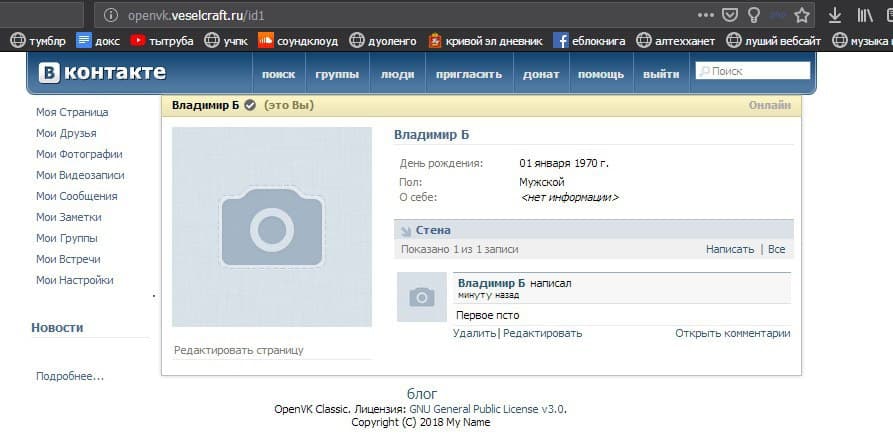 openvk.veselcraft.ru/id1
тумблр докс тытруба учпк соундклоуд дуоленго кривой эл дневник еблокнига алтехханет луший вебсайт музыка
В контакте поиск группы люди пригласить донат помощь выйти Поиск
Владимир Б (это Вы) Онлайн
Моя Страница
Мои Друзья
Мои Фотографии
Мои Видеозаписи
Мои Сообщения
Мои Заметки
Мои Группы
Мои Встречи
Мои Настройки
Новости
Подробнее...
Редактировать страницу
Владимир Б
День рождения: 01 января 1970 г.
Пол: Мужской
О себе: <нет информации>
Стена
Показано 1 из 1 записи Написать | Все
Владимир Б написал
минуту назад
Первое псто
Удалить| Редактировать Открыть комментарии
блог
OpenVK Classic. Лицензия: GNU General Public License v3.0.
Copyright (C) 2018 My Name